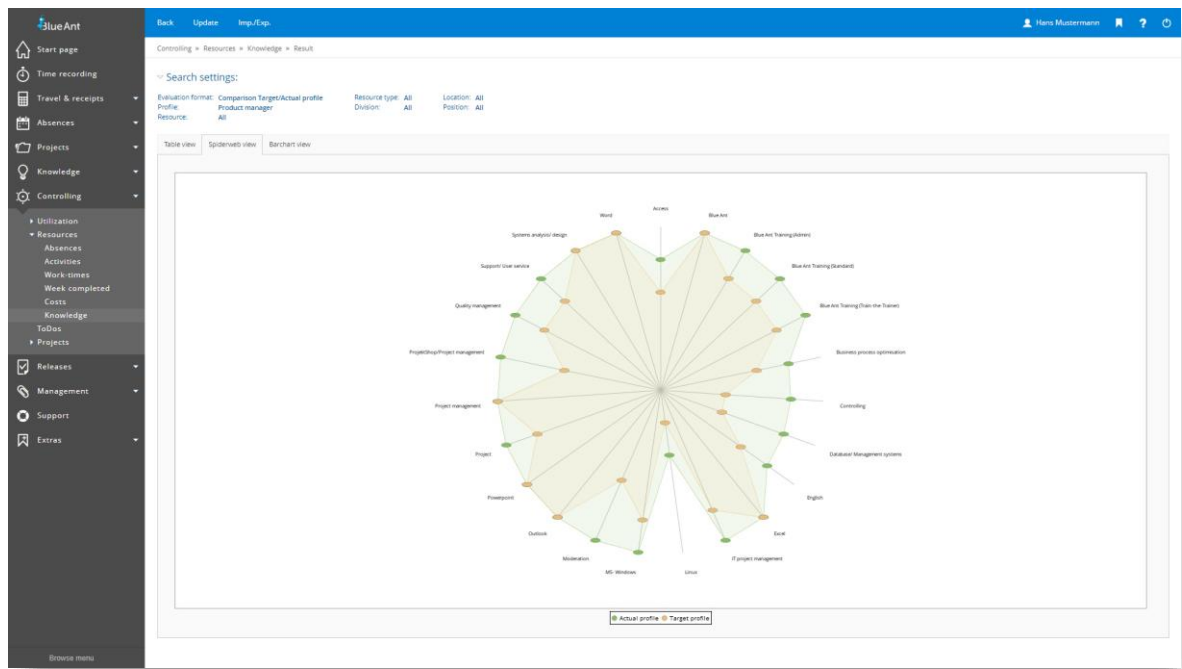 BlueAnt
Back Update Imp./Exp.
Hans Mustermann ?
Start page
Time recording
Travel & receipts
Absences
Projects
Knowledge
Controlling
Utilization
Resources
Absences
Activities
Work-times
Week completed
Costs
Knowledge
ToDos
Projects
Releases
Management
Support
Extras
Browse menu
Controlling » Resources » Knowledge » Result
Search settings:
Evaluation format: Comparison Target/Actual profile Resource type: All Location: All
Profile: Product manager Division: All Position: All
Resource: All
Table view Spiderweb view Barchart view
Access
Word Blue Ant
Systems analysis/ design Blue Ant Training (Admin)
Support/ User service Blue Ant Training (Standard)
Quality management Blue Ant Training (Train-the-Trainer)
ProjektShop/Project management Business process optimisation
Project management Controlling
Project Database/ Management systems
Powerpoint English
Outlook Excel
Moderation IT project management
MS- Windows Linux
Actual profile Target profile